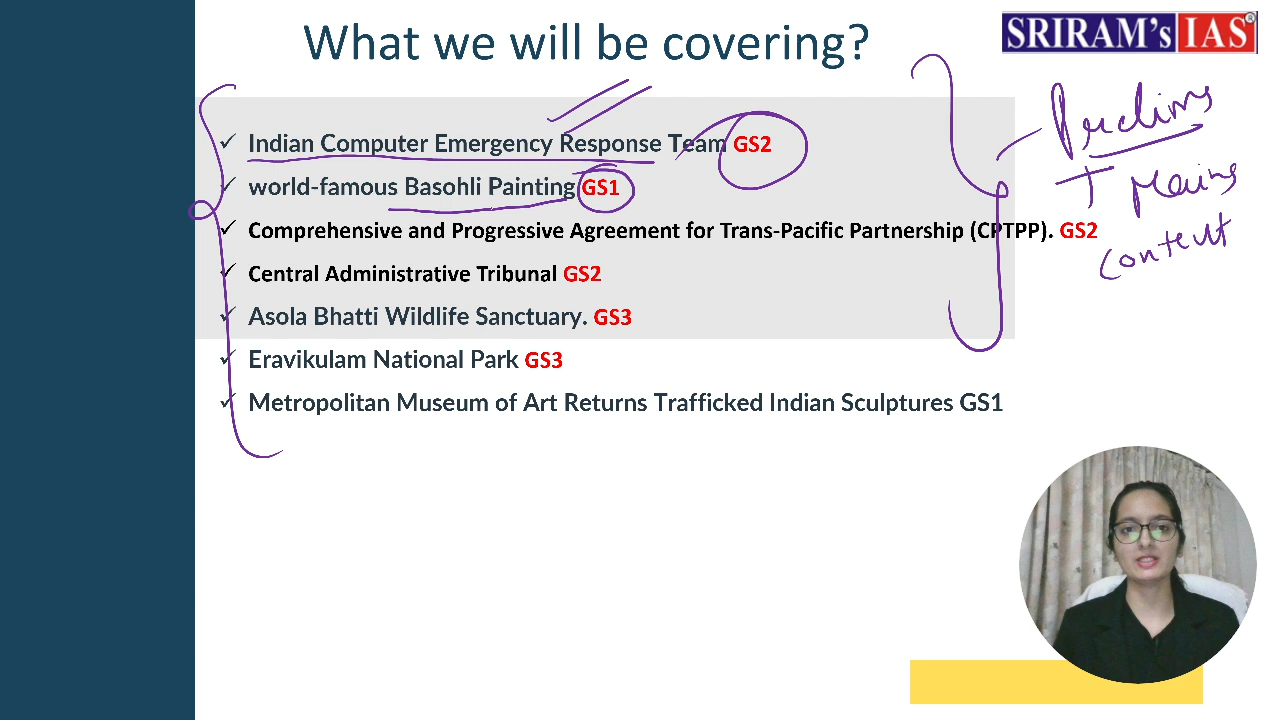 What we will be covering?
SRIRAM's IAS®
✓ Indian Computer Emergency Response Team GS2
✓ world-famous Basohli Painting GS1
✓ Comprehensive and Progressive Agreement for Trans-Pacific Partnership (CPTPP). GS2
✓ Central Administrative Tribunal GS2
✓ Asola Bhatti Wildlife Sanctuary. GS3
✓ Eravikulam National Park GS3
✓ Metropolitan Museum of Art Returns Trafficked Indian Sculptures GS1
Prelims
+ Mains
content